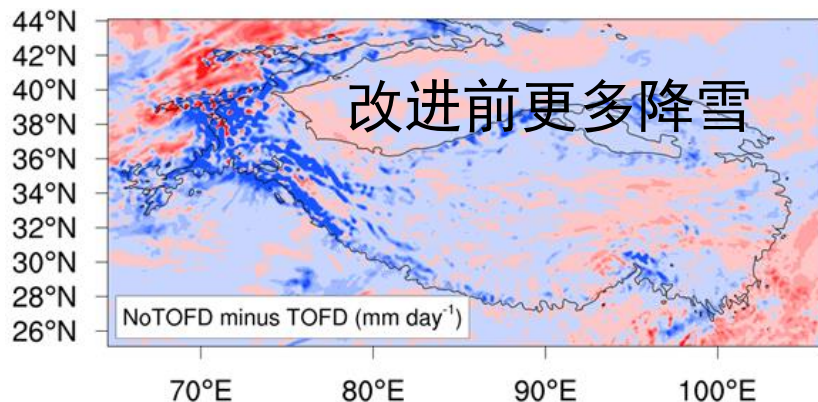 44°N
42°N
40°N
改进前更多降雪
38°N
36°N
34°N
32°N
30°N
28°N
NoTOFD minus TOFD (mm day⁻¹)
26°N
70°E 80°E 90°E 100°E